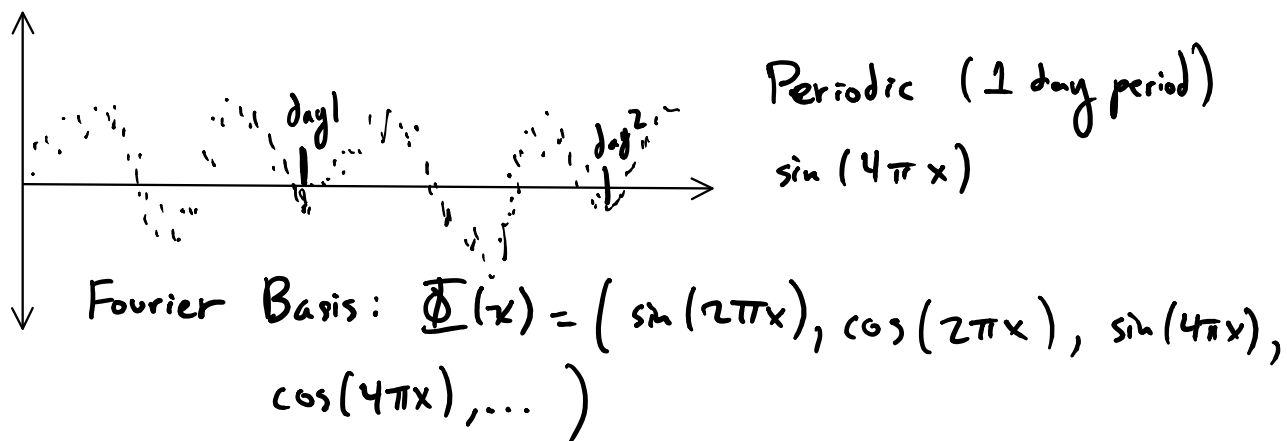 Periodic (1 day period)
day1
day2
sin(4πx)
Fourier Basis: Φ(x) = ( sin(2πx), cos(2πx), sin(4πx),
cos(4πx),... )